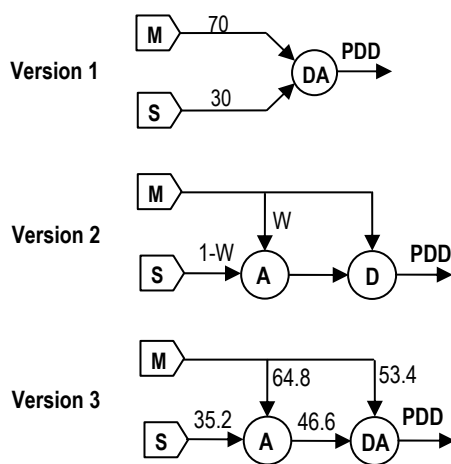 M 70
Version 1 DA PDD
S 30
M
W
Version 2 1-W PDD
S A D
M
64.8 53.4
Version 3 35.2 46.6 PDD
S A DA